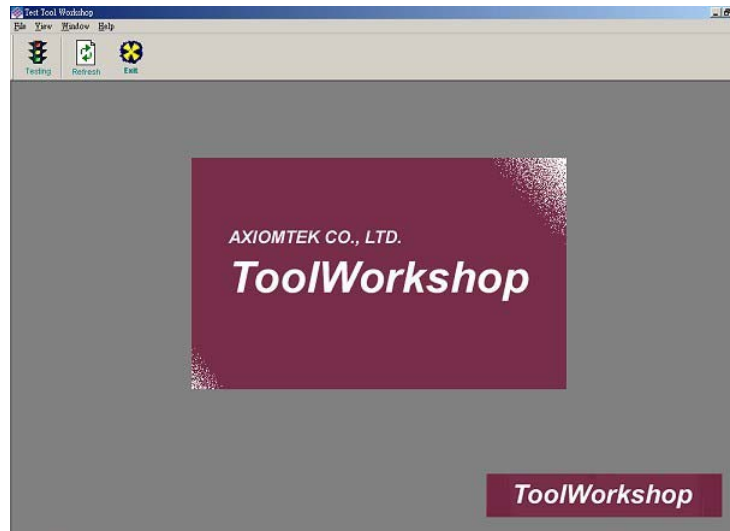 Test Tool Workshop
File View Window Help
Testing Refresh Exit
AXIOMTEK CO., LTD.
ToolWorkshop
ToolWorkshop